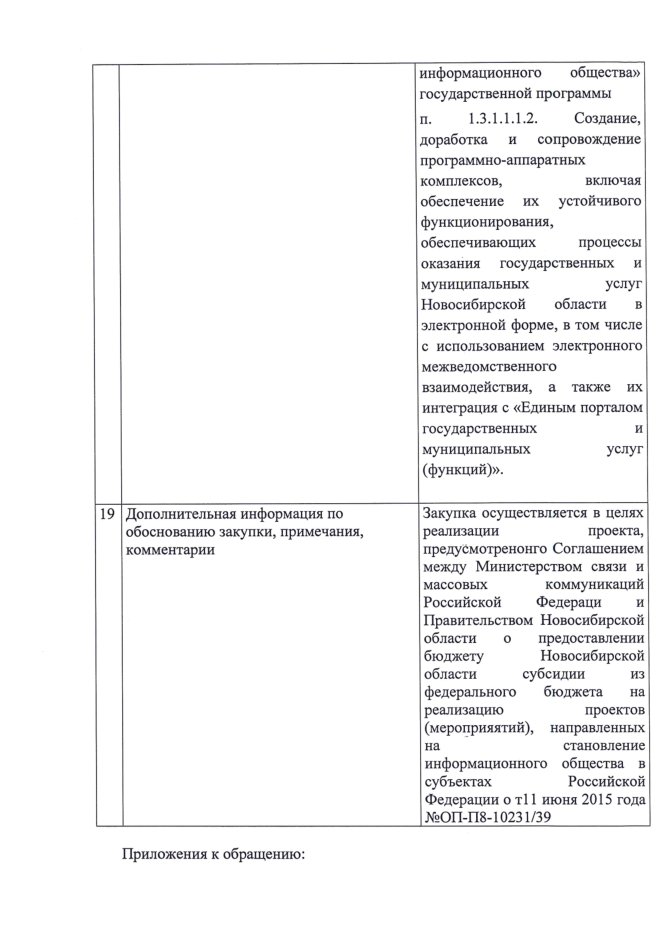 информационного общества»
государственной программы
п. 1.3.1.1.1.2. Создание,
доработка и сопровождение
программно-аппаратных
комплексов, включая
обеспечение их устойчивого
функционирования,
обеспечивающих процессы
оказания государственных и
муниципальных услуг
Новосибирской области в
электронной форме, в том числе
с использованием электронного
межведомственного
взаимодействия, а также их
интеграция с «Единым порталом
государственных и
муниципальных услуг
(функций)».
19 Дополнительная информация по
обоснованию закупки, примечания,
комментарии
Закупка осуществляется в целях
реализации проекта,
предусмотренонго Соглашением
между Министерством связи и
массовых коммуникаций
Российской Федераци и
Правительством Новосибирской
области о предоставлении
бюджету Новосибирской
области субсидии из
федерального бюджета на
реализацию проектов
(мероприяятий), направленных
на становление
информационного общества в
субъектах Российской
Федерации о т11 июня 2015 года
№ОП-П8-10231/39
Приложения к обращению: